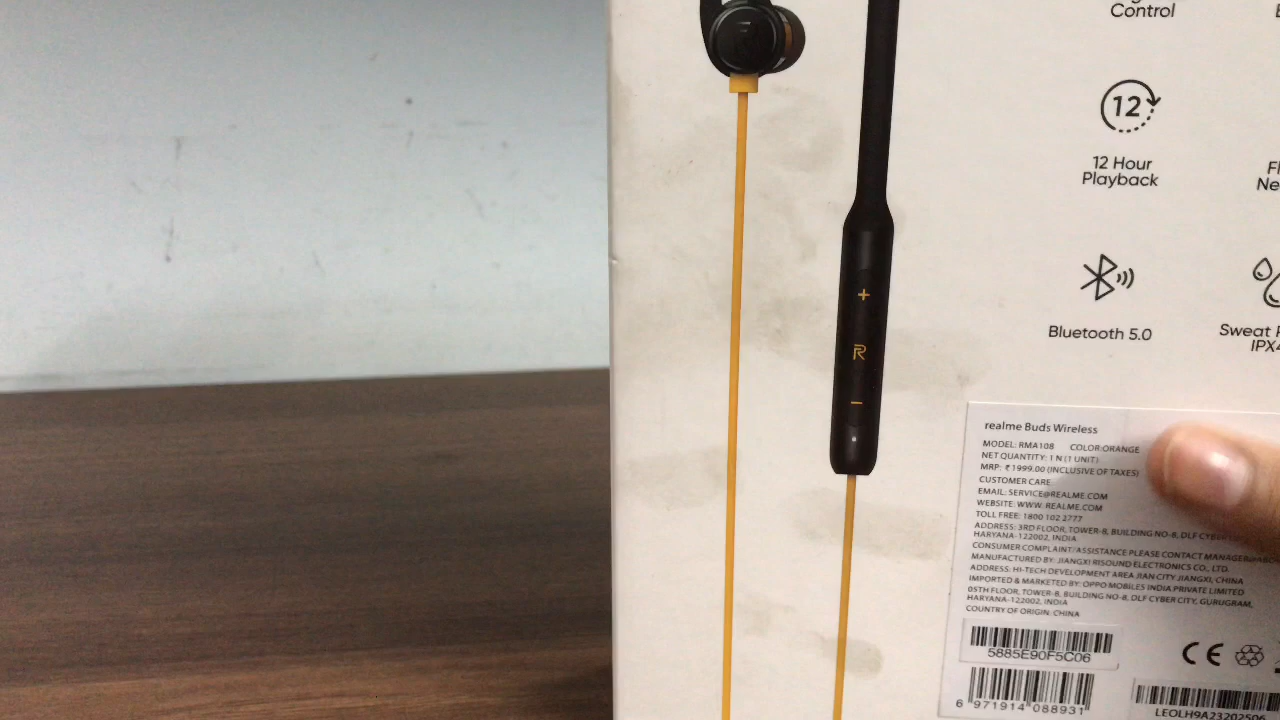 Control
12
12 Hour
Playback
Bluetooth 5.0
Sweat
+
R
−
realme Buds Wireless
MODEL: RMA108 COLOR:ORANGE
NET QUANTITY: 1 N (1 UNIT)
MRP: ₹1999.00 (INCLUSIVE OF TAXES)
CUSTOMER CARE
EMAIL: SERVICE@REALME.COM
WEBSITE: WWW. REALME.COM
TOLL FREE: 1800 102 2777
ADDRESS: 3RD FLOOR, TOWER-B, BUILDING NO-8, DLF CYBER
HARYANA-122002, INDIA
CONSUMER COMPLAINT/ASSISTANCE PLEASE CONTACT
MANUFACTURED BY: JIANGXI RISOUND ELECTRONICS CO., LTD.
ADDRESS: HI-TECH DEVELOPMENT AREA JIAN CITY JIANGXI, CHINA
IMPORTED & MARKETED BY: OPPO MOBILES INDIA PRIVATE LIMITED
05TH FLOOR, TOWER-B, BUILDING NO-8, DLF CYBER CITY, GURUGRAM,
HARYANA-122002, INDIA
COUNTRY OF ORIGIN: CHINA
5885E90F5C06
CE
6 971914 088931
LEOLH9A23202506